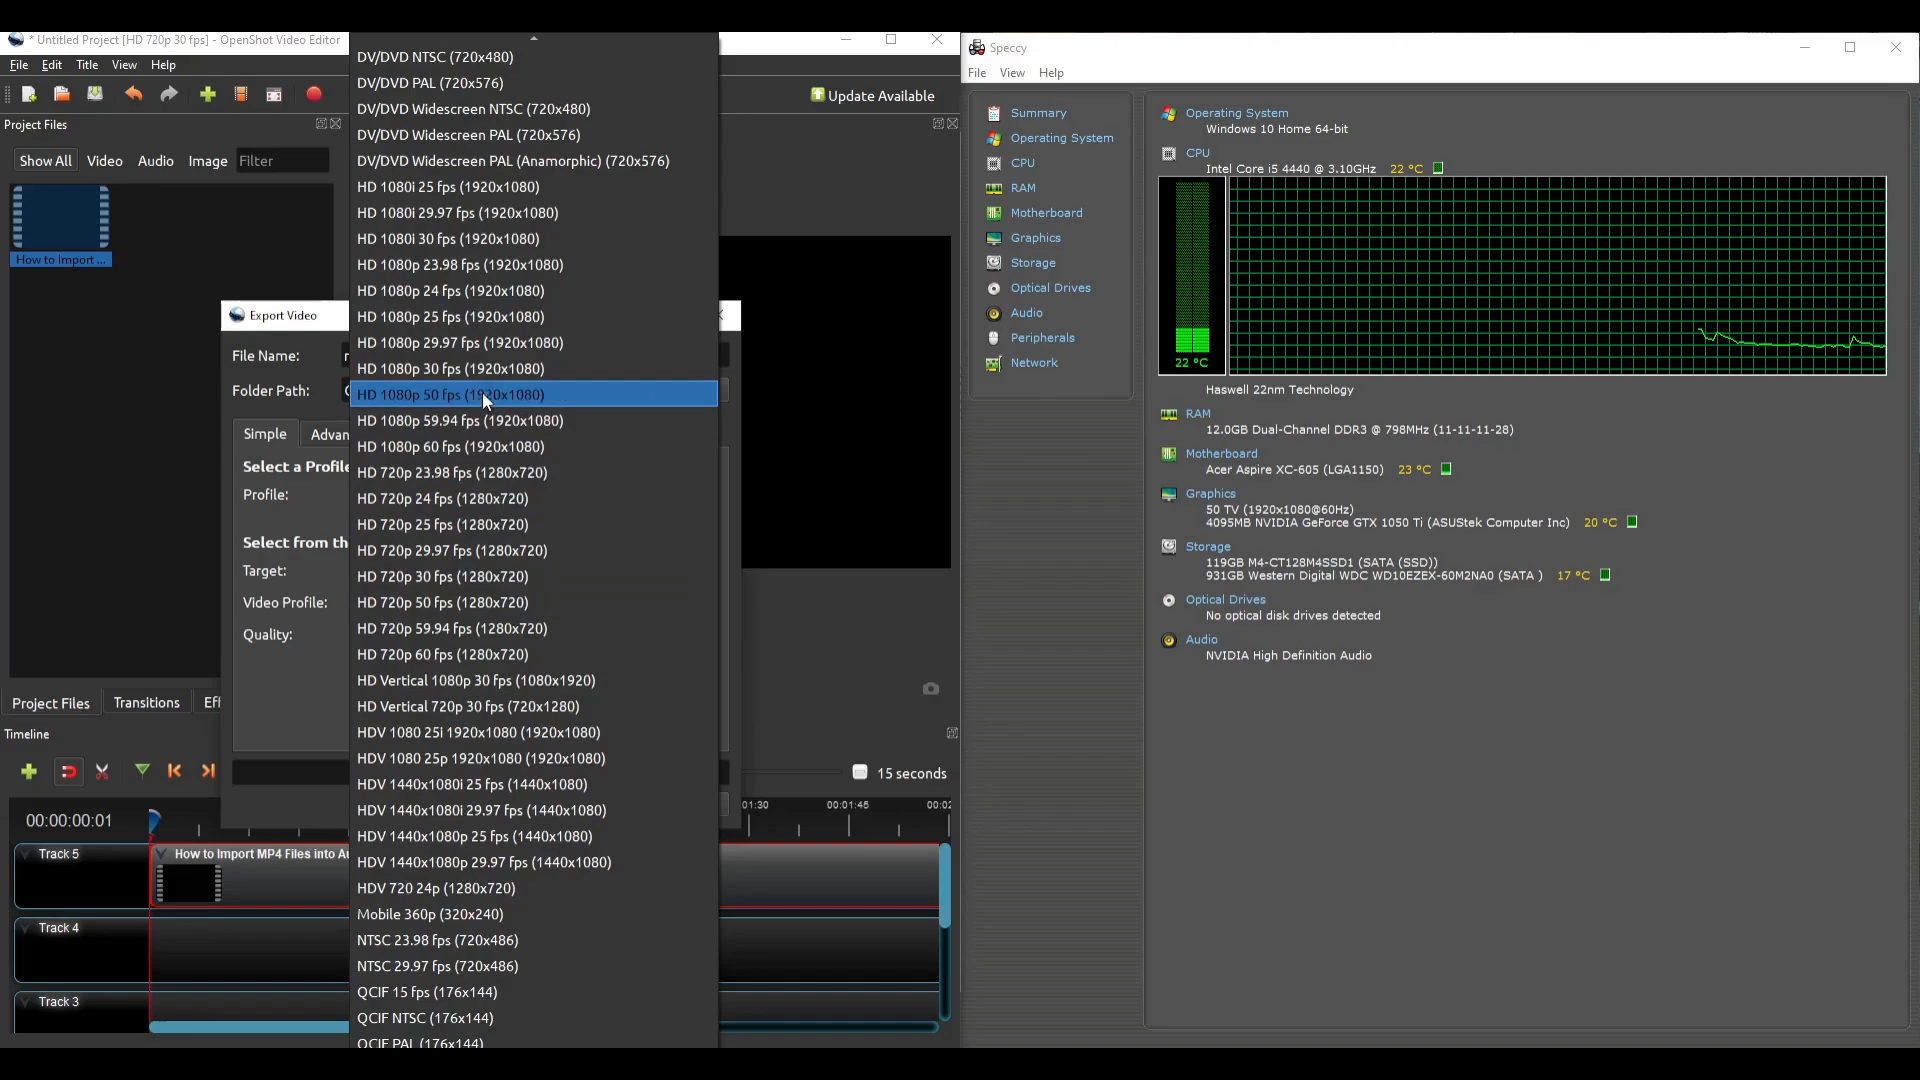 * Untitled Project [HD 720p 30 fps] - OpenShot Video Editor
File Edit Title View Help
Update Available
Project Files
Show All Video Audio Image Filter
How to Import ...
Export Video
File Name:
Folder Path:
Simple
Select a Profile
Profile:
Target:
Video Profile:
Quality:
DV/DVD NTSC (720x480)
DV/DVD PAL (720x576)
DV/DVD Widescreen NTSC (720x480)
DV/DVD Widescreen PAL (720x576)
DV/DVD Widescreen PAL (Anamorphic) (720x576)
HD 1080i 25 fps (1920x1080)
HD 1080i 29.97 fps (1920x1080)
HD 1080i 30 fps (1920x1080)
HD 1080p 23.98 fps (1920x1080)
HD 1080p 24 fps (1920x1080)
HD 1080p 25 fps (1920x1080)
HD 1080p 29.97 fps (1920x1080)
HD 1080p 30 fps (1920x1080)
HD 1080p 50 fps (1920x1080)
HD 1080p 59.94 fps (1920x1080)
HD 1080p 60 fps (1920x1080)
HD 720p 23.98 fps (1280x720)
HD 720p 24 fps (1280x720)
HD 720p 25 fps (1280x720)
HD 720p 29.97 fps (1280x720)
HD 720p 30 fps (1280x720)
HD 720p 50 fps (1280x720)
HD 720p 59.94 fps (1280x720)
HD 720p 60 fps (1280x720)
HD Vertical 1080p 30 fps (1080x1920)
HD Vertical 720p 30 fps (720x1280)
HDV 1080 25i 1920x1080 (1920x1080)
HDV 1080 25p 1920x1080 (1920x1080)
HDV 1440x1080i 25 fps (1440x1080)
HDV 1440x1080i 29.97 fps (1440x1080)
HDV 1440x1080p 25 fps (1440x1080)
HDV 1440x1080p 29.97 fps (1440x1080)
HDV 720 24p (1280x720)
Mobile 360p (320x240)
NTSC 23.98 fps (720x486)
NTSC 29.97 fps (720x486)
QCIF 15 fps (176x144)
QCIF NTSC (176x144)
QCIF PAL (176x144)
Project Files Transitions
Timeline
15 seconds
00:00:00:01
00:01:45
Track 5
How to Import MP4 Files into
Track 4
Track 3
Speccy
File View Help
Summary
Operating System
CPU
RAM
Motherboard
Graphics
Storage
Optical Drives
Audio
Peripherals
Network
Operating System
Windows 10 Home 64-bit
CPU
Intel Core i5 4440 @ 3.10GHz 22 °C
22 °C
Haswell 22nm Technology
RAM
12.0GB Dual-Channel DDR3 @ 798MHz (11-11-11-28)
Motherboard
Acer Aspire XC-605 (LGA1150) 23 °C
Graphics
50 TV (1920x1080@60Hz)
4095MB NVIDIA GeForce GTX 1050 Ti (ASUStek Computer Inc) 20 °C
Storage
119GB M4-CT128M4SSD1 (SATA (SSD))
931GB Western Digital WDC WD10EZEX-60M2NA0 (SATA ) 17 °C
Optical Drives
No optical disk drives detected
Audio
NVIDIA High Definition Audio